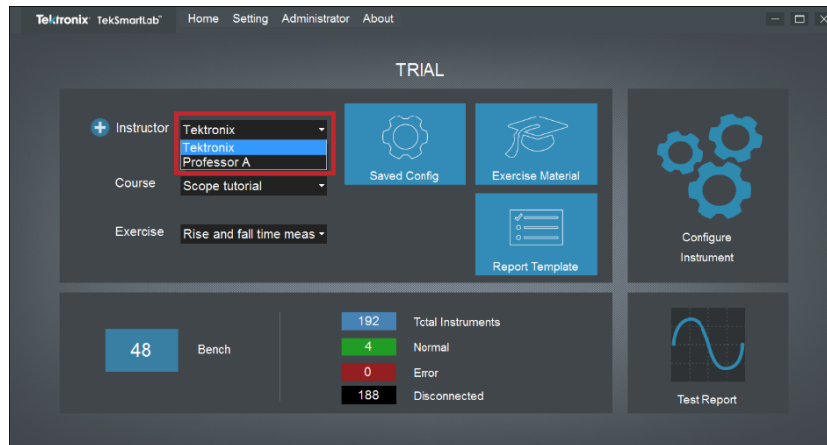 Tektronix TekSmartLab™ Home Setting Administrator About
TRIAL
Instructor Tektronix
Tektronix
Professor A
Course Scope tutorial
Exercise Rise and fall time meas
Saved Config
Exercise Material
Report Template
Configure
Instrument
48 Bench
192 Total Instruments
4 Normal
0 Error
188 Disconnected
Test Report